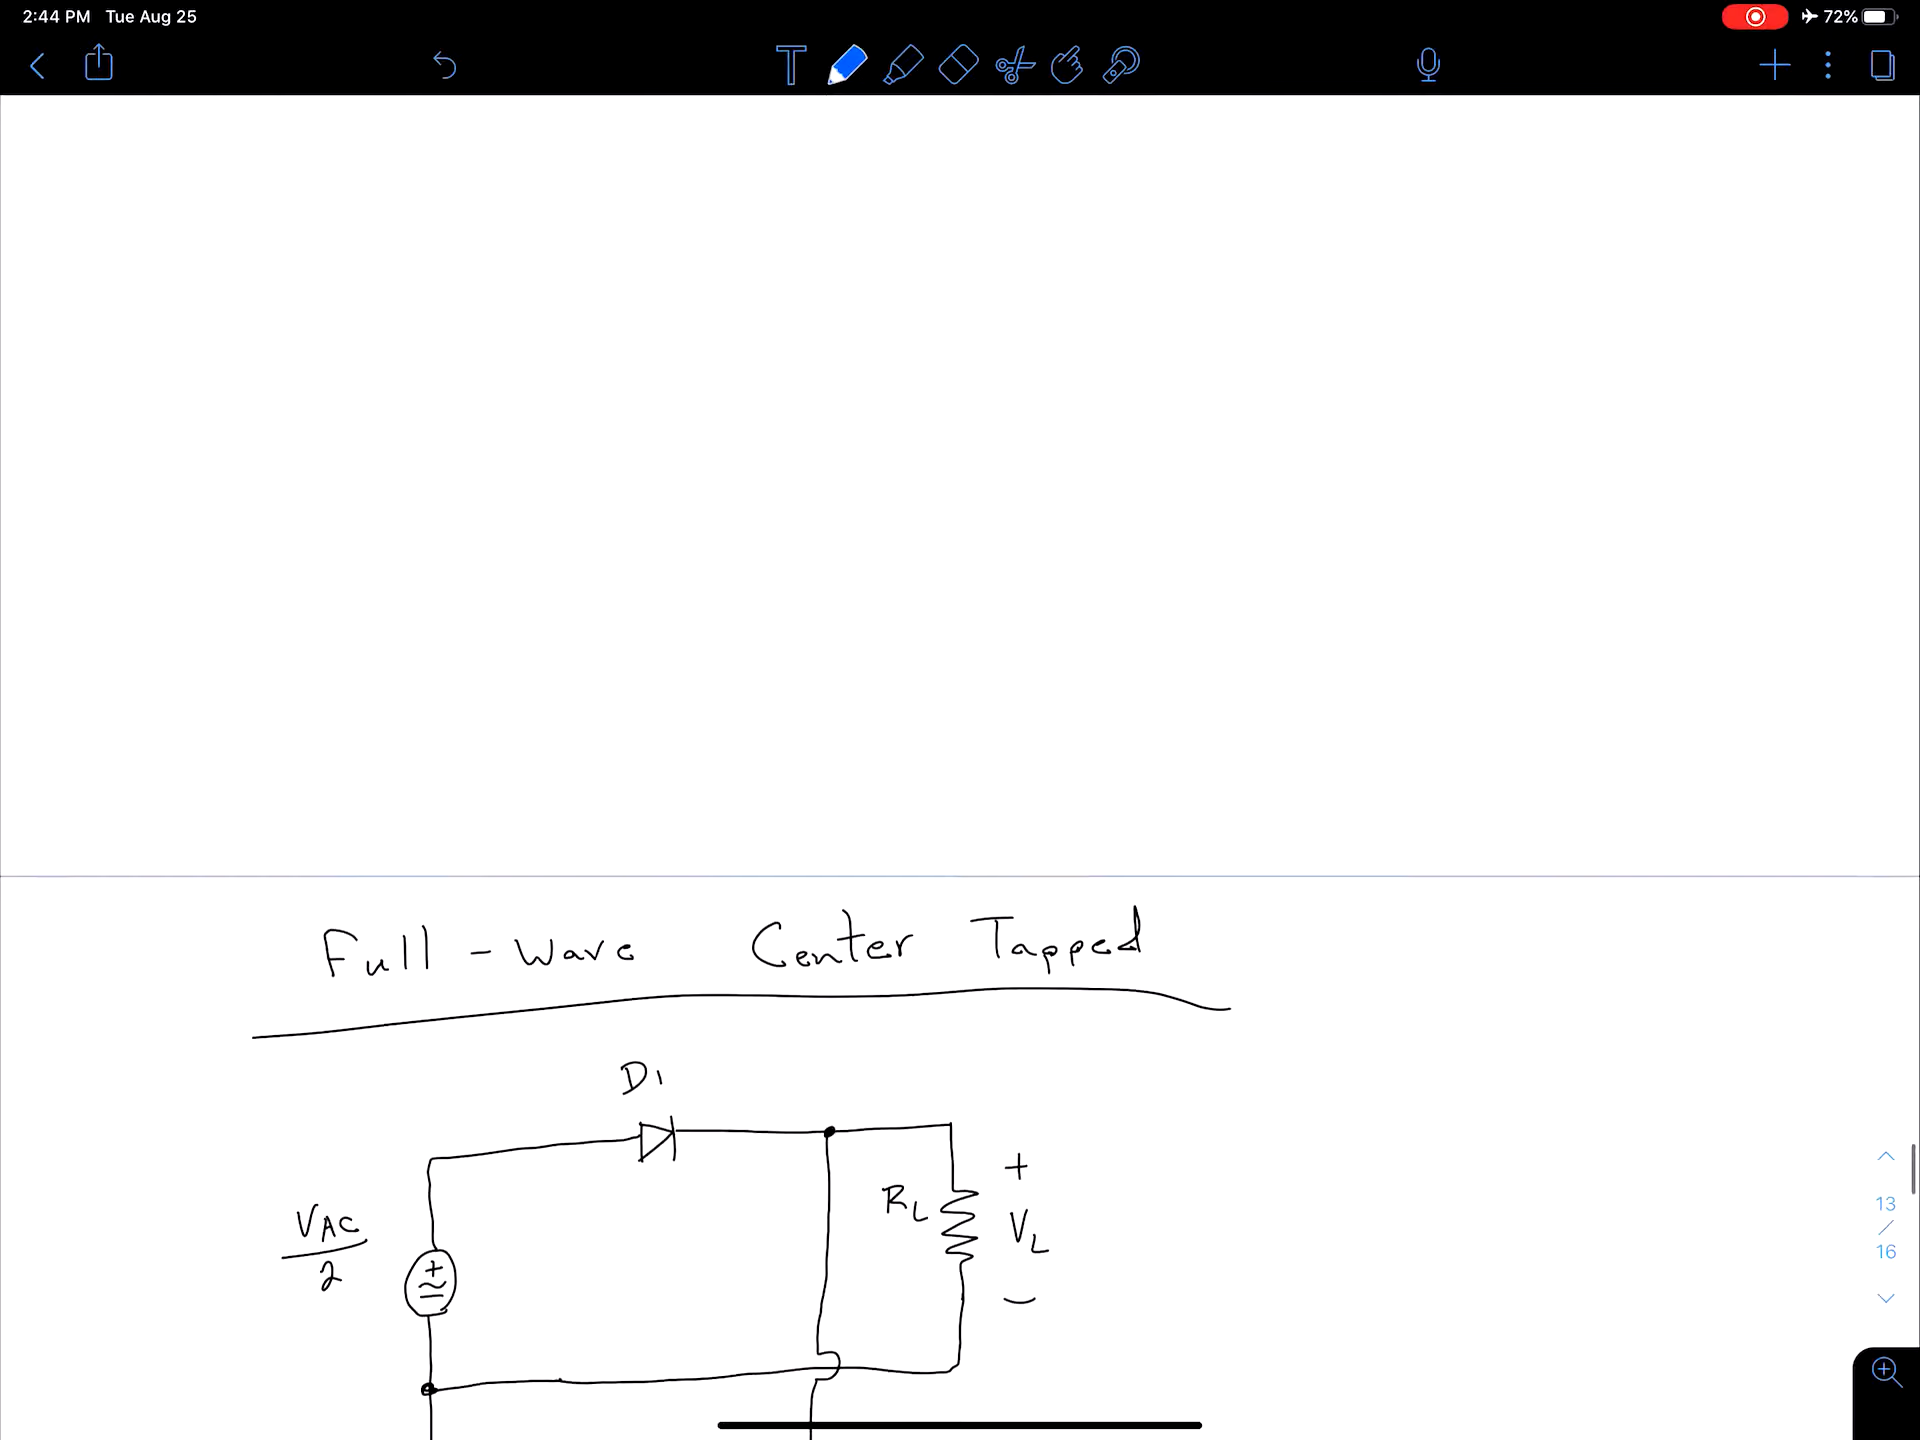 2:44 PM Tue Aug 25
72%
T
Full - Wave Center Tapped
D1
+
RL
VL
-
VAC
2
+
13
/
16